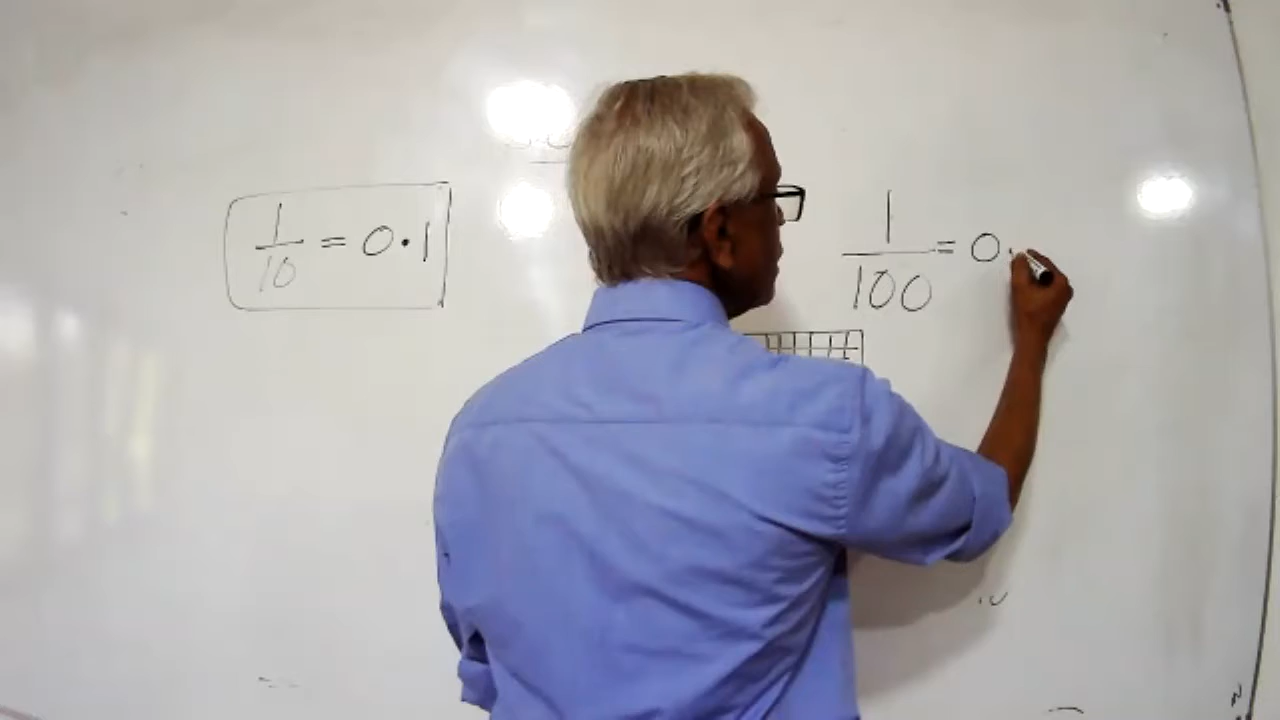 1/10 = 0.1
1/100 = 0.